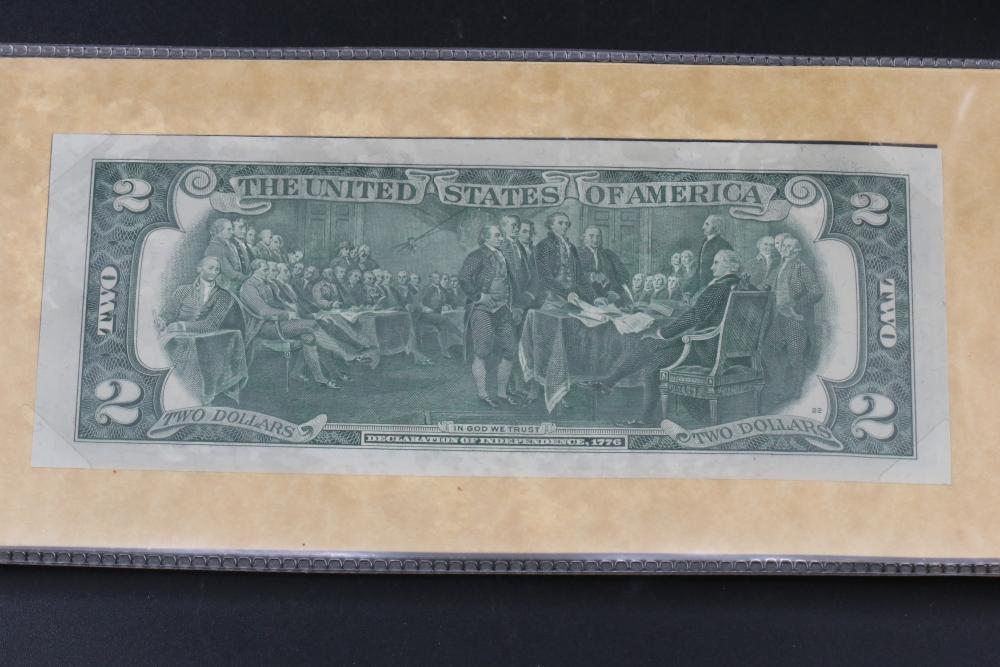 THE UNITED STATES OF AMERICA
2
2
TWO
TWO
2
2
22
TWO DOLLARS
TWO DOLLARS
IN GOD WE TRUST
DECLARATION OF INDEPENDENCE, 1776